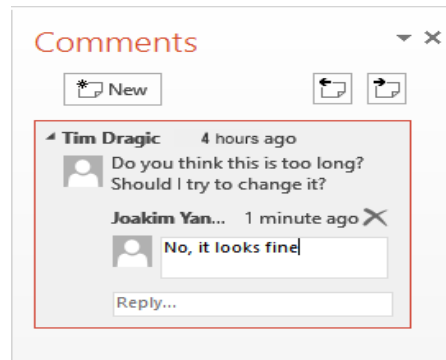 Comments
New
Tim Dragic 4 hours ago
Do you think this is too long?
Should I try to change it?
Joakim Yan... 1 minute ago
No, it looks fine
Reply...